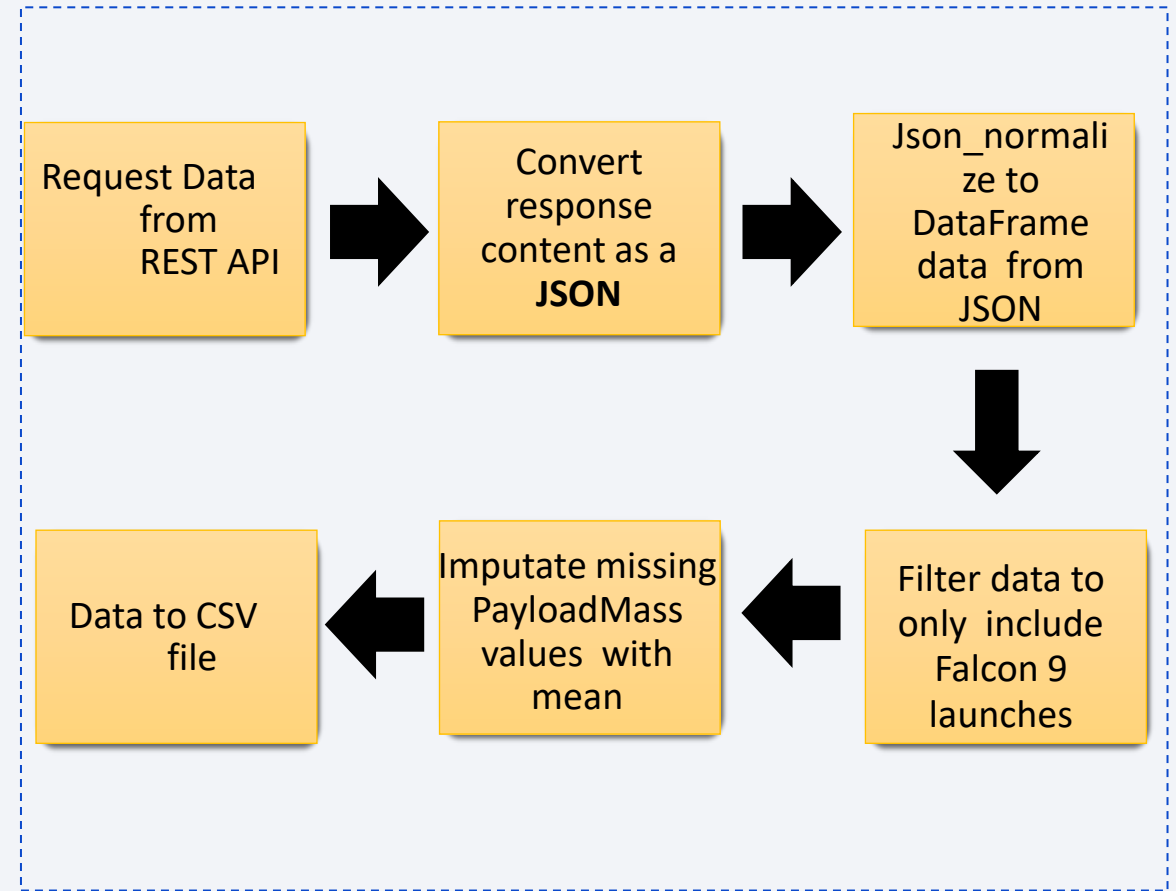 Request Data
from
REST API
Convert
response
content as a
JSON
Json_normali
ze to
DataFrame
data from
JSON
Filter data to
only include
Falcon 9
launches
Imputate missing
PayloadMass
values with
mean
Data to CSV
file